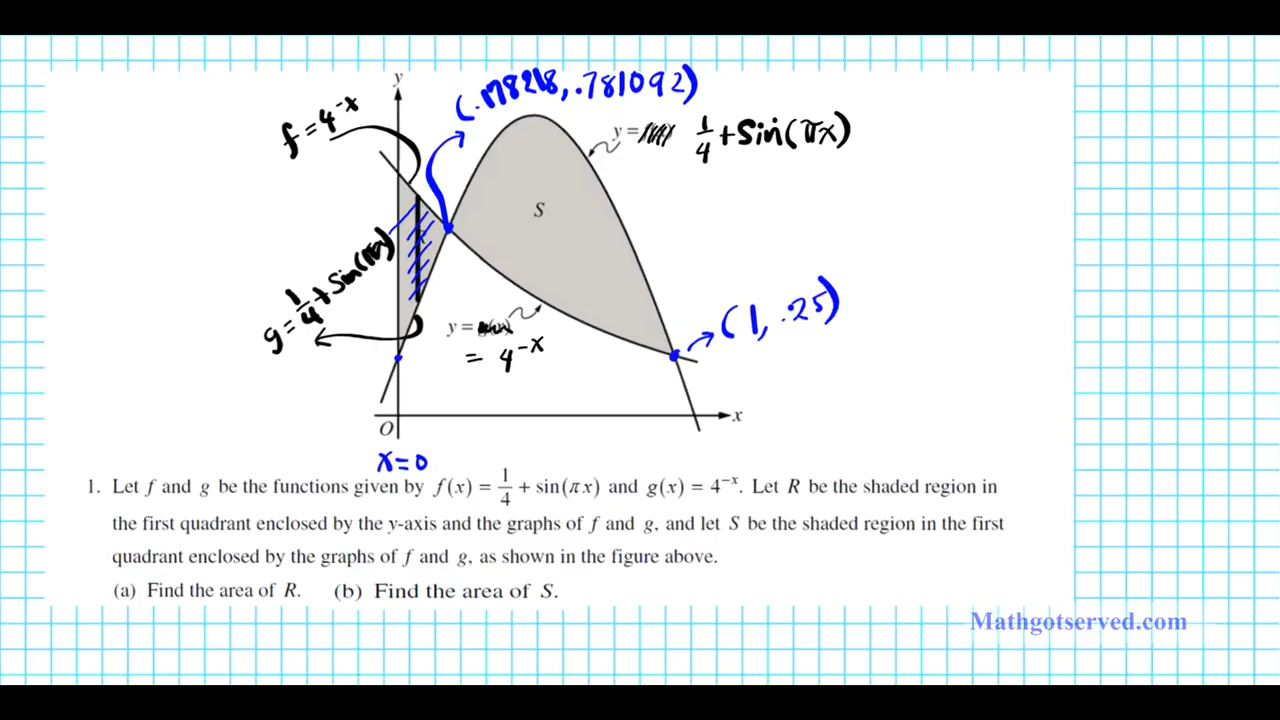 y
(.178218, .781092)
f = 4^-x
y = 1/4 + sin(πx)
S
g = 1/4 + sin(πx)
(1, .25)
y =
= 4^-x
O
x
x = 0
1. Let f and g be the functions given by f(x) = 1/4 + sin(πx) and g(x) = 4^-x. Let R be the shaded region in
the first quadrant enclosed by the y-axis and the graphs of f and g, and let S be the shaded region in the first
quadrant enclosed by the graphs of f and g, as shown in the figure above.
(a) Find the area of R. (b) Find the area of S.
Mathgotserved.com